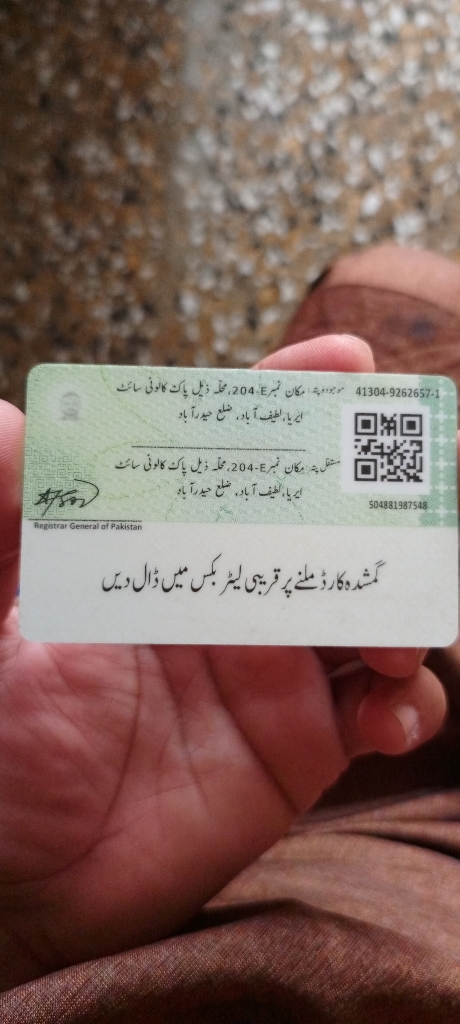 41304-9262657-1
موجودہ پتہ: مکان نمبر 204-E، محلہ ڈیل پاک کالونی سائٹ
ایریا، لطیف آباد، ضلع حیدرآباد
مستقل پتہ: مکان نمبر 204-E، محلہ ڈیل پاک کالونی سائٹ
ایریا، لطیف آباد، ضلع حیدرآباد
504881987548
Registrar General of Pakistan
گمشدہ کارڈ ملنے پر قریبی لیٹر بکس میں ڈال دیں